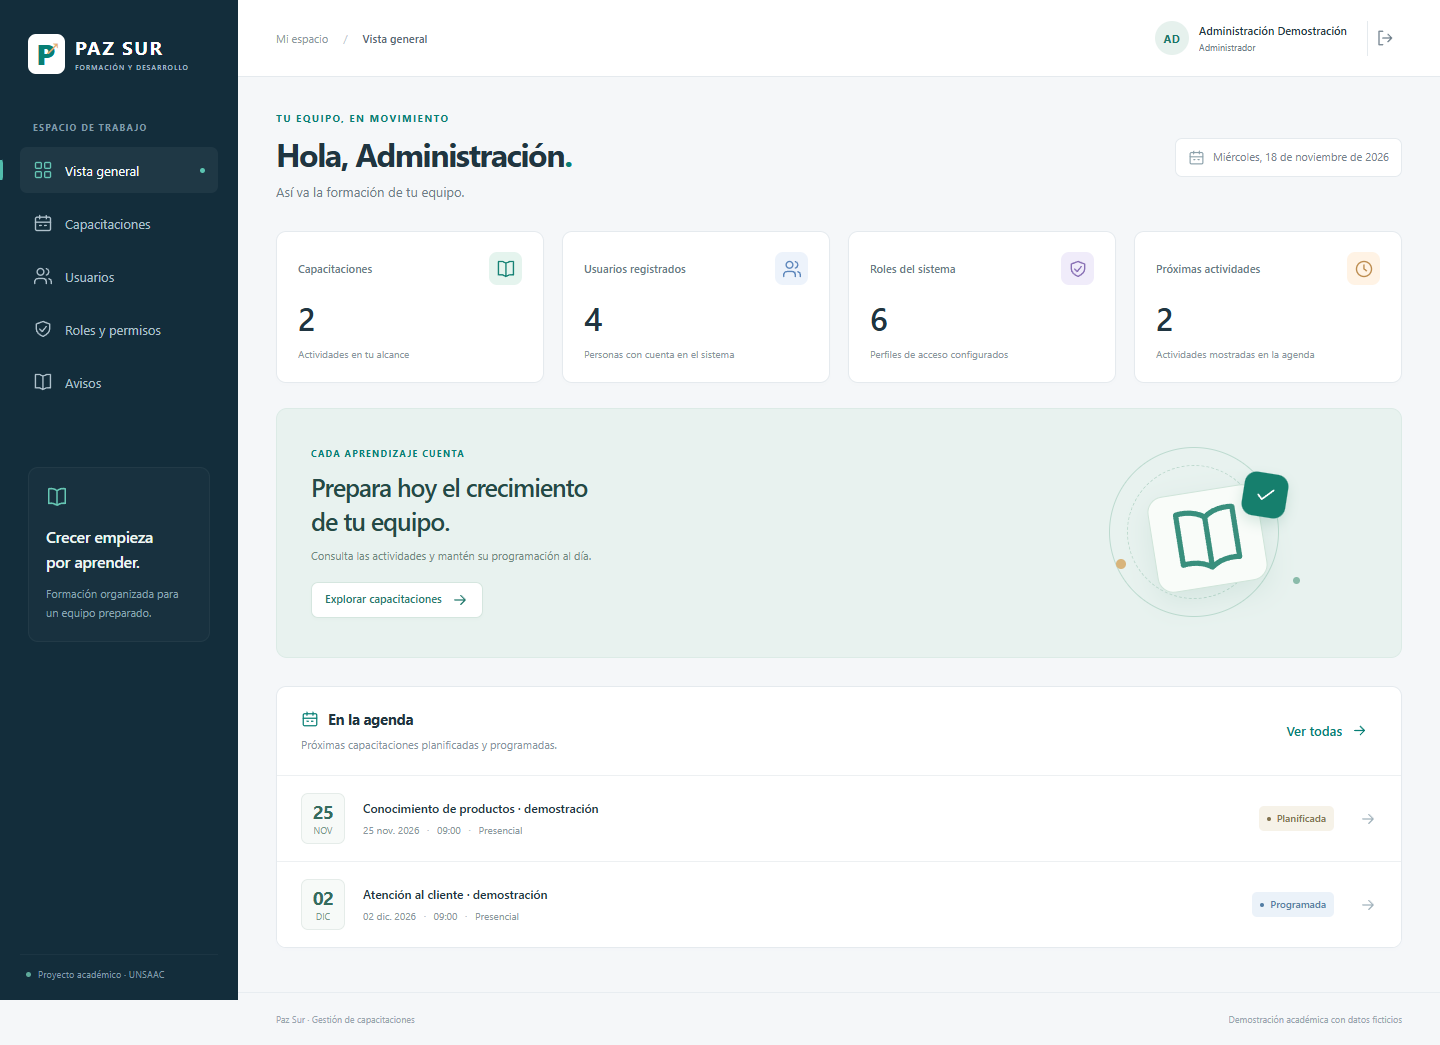 PAZ SUR
FORMACIÓN Y DESARROLLO
ESPACIO DE TRABAJO
Vista general
Capacitaciones
Usuarios
Roles y permisos
Avisos
Crecer empieza
por aprender.
Formación organizada para
un equipo preparado.
Proyecto académico · UNSAAC
Mi espacio / Vista general
AD
Administración Demostración
Administrador
TU EQUIPO, EN MOVIMIENTO
Hola, Administración.
Así va la formación de tu equipo.
Miércoles, 18 de noviembre de 2026
Capacitaciones
2
Actividades en tu alcance
Usuarios registrados
4
Personas con cuenta en el sistema
Roles del sistema
6
Perfiles de acceso configurados
Próximas actividades
2
Actividades mostradas en la agenda
CADA APRENDIZAJE CUENTA
Prepara hoy el crecimiento
de tu equipo.
Consulta las actividades y mantén su programación al día.
Explorar capacitaciones
En la agenda
Próximas capacitaciones planificadas y programadas.
Ver todas
25
NOV
Conocimiento de productos · demostración
25 nov. 2026 · 09:00 · Presencial
Planificada
02
DIC
Atención al cliente · demostración
02 dic. 2026 · 09:00 · Presencial
Programada
Paz Sur · Gestión de capacitaciones
Demostración académica con datos ficticios